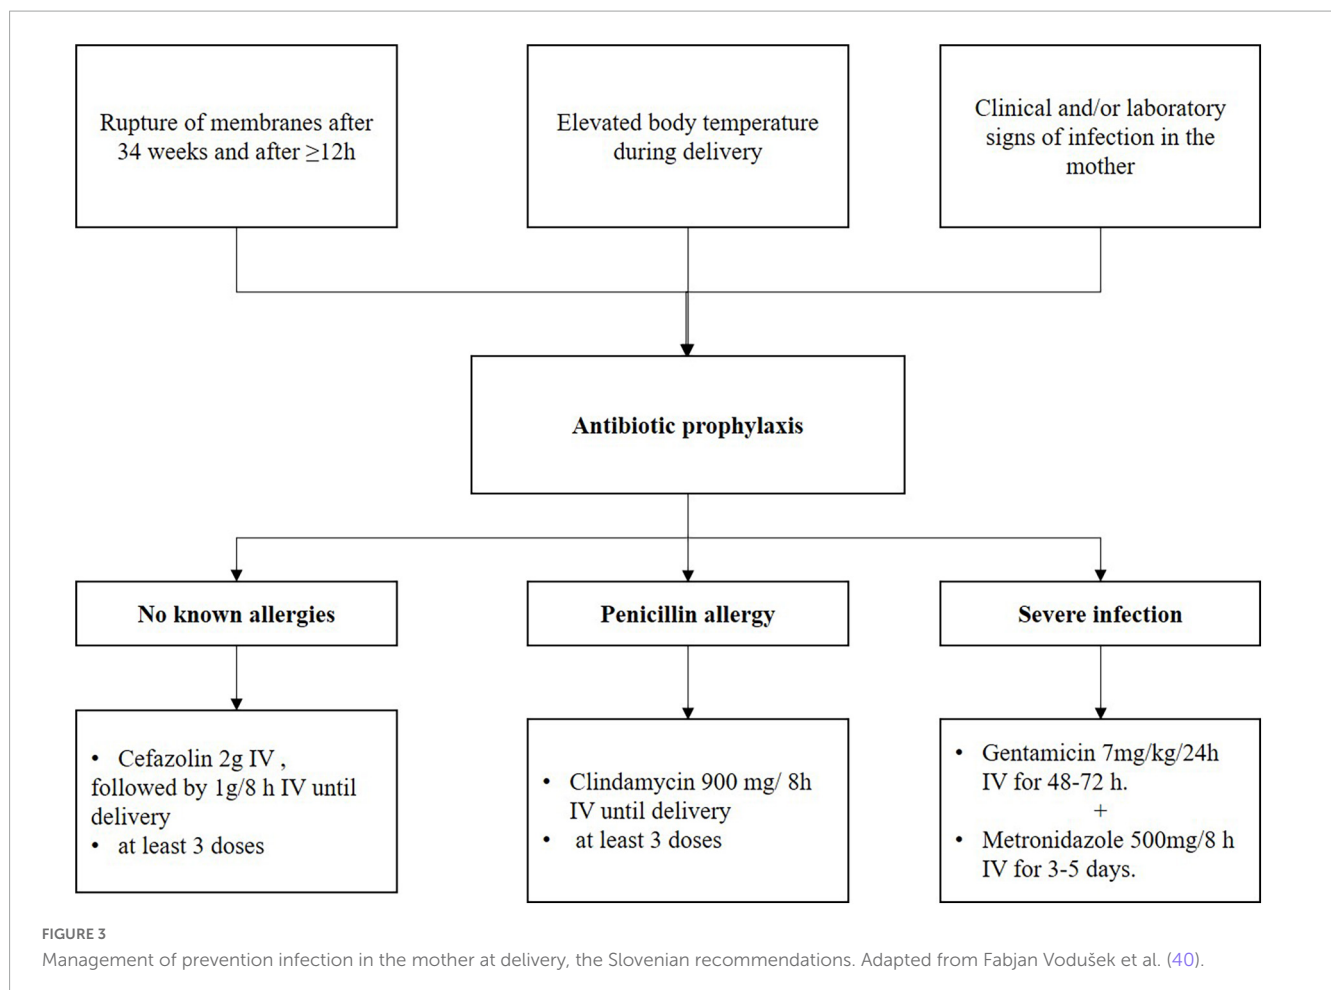 Rupture of membranes after
34 weeks and after ≥12h
Elevated body temperature
during delivery
Clinical and/or laboratory
signs of infection in the
mother
Antibiotic prophylaxis
No known allergies
Penicillin allergy
Severe infection
• Cefazolin 2g IV ,
followed by 1g/8 h IV until
delivery
• at least 3 doses
• Clindamycin 900 mg/ 8h
IV until delivery
• at least 3 doses
• Gentamicin 7mg/kg/24h
IV for 48-72 h.
+
• Metronidazole 500mg/8 h
IV for 3-5 days.
FIGURE 3
Management of prevention infection in the mother at delivery, the Slovenian recommendations. Adapted from Fabjan Vodušek et al. (40).